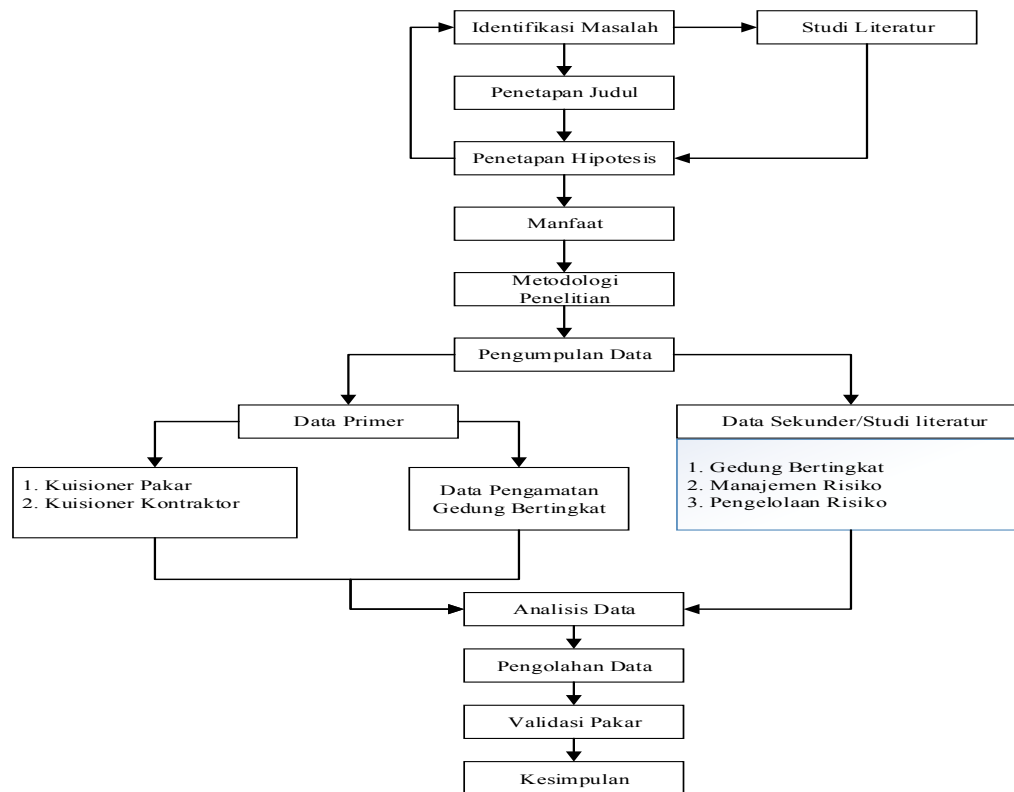 Identifikasi Masalah
Studi Literatur
Penetapan Judul
Penetapan Hipotesis
Manfaat
Metodologi
Penelitian
Pengumpulan Data
Data Primer
Data Sekunder/Studi literatur
1. Kuisioner Pakar
2. Kuisioner Kontraktor
Data Pengamatan
Gedung Bertingkat
1. Gedung Bertingkat
2. Manajemen Risiko
3. Pengelolaan Risiko
Analisis Data
Pengolahan Data
Validasi Pakar
Kesimpulan